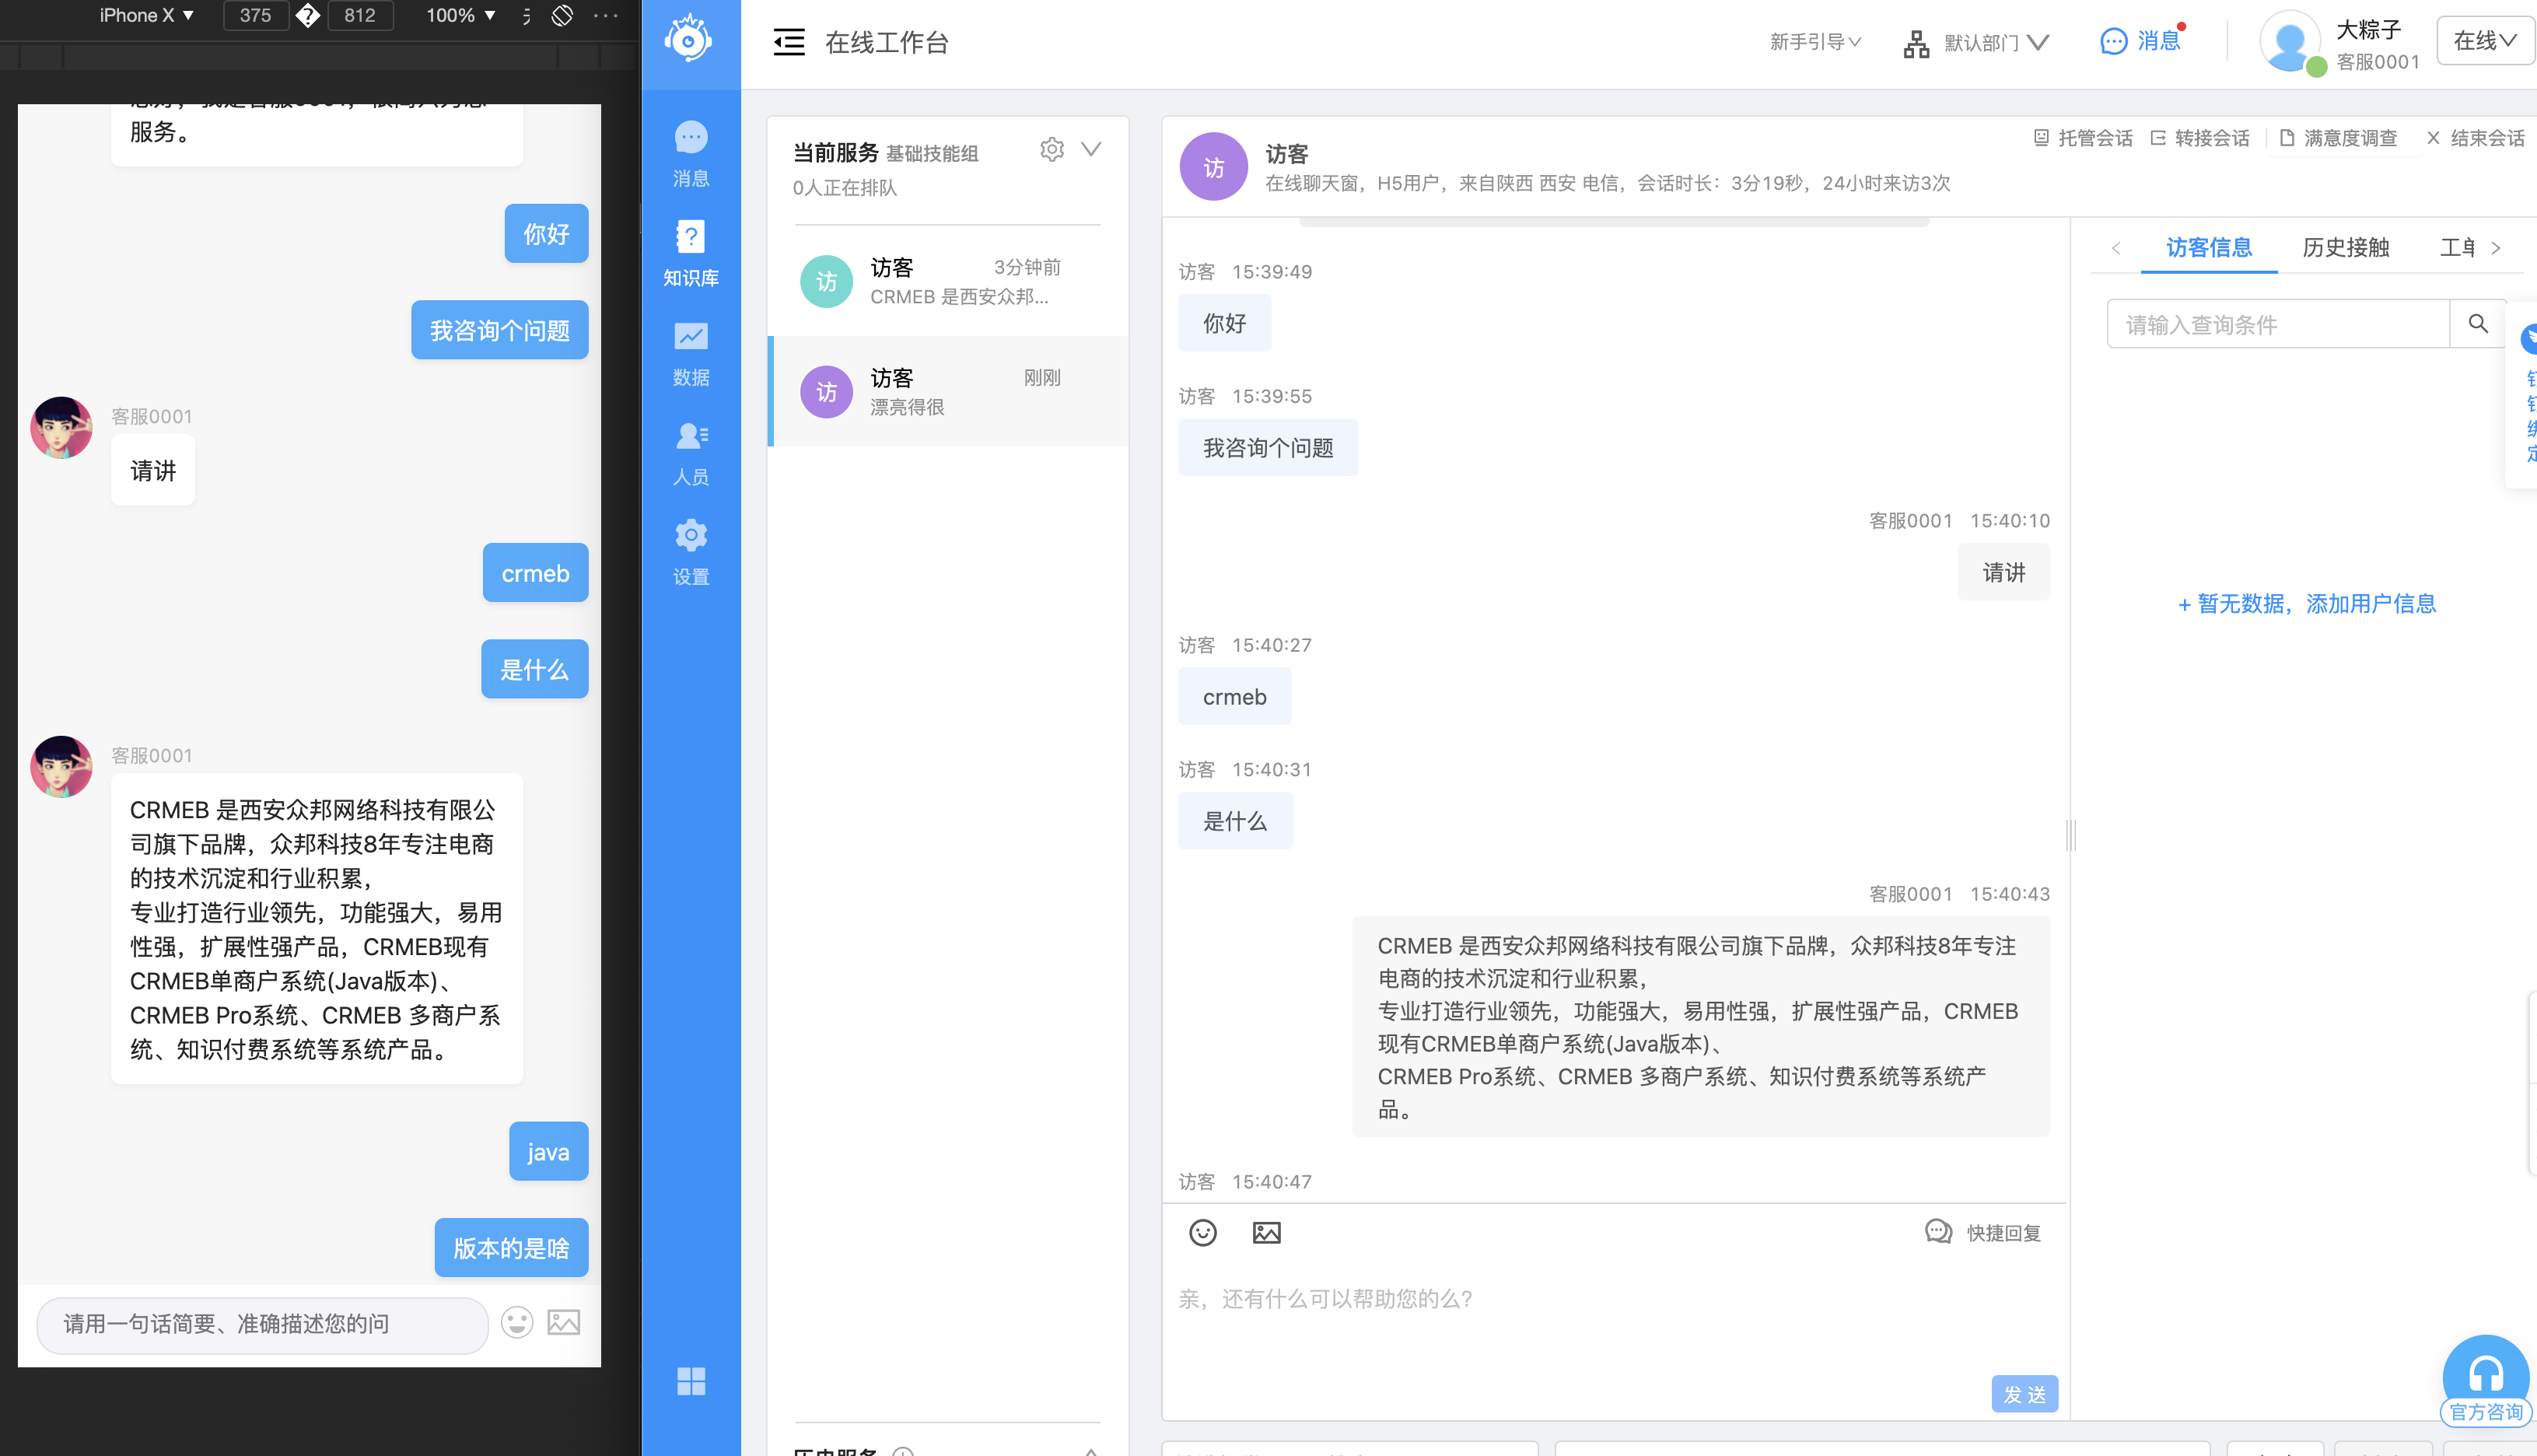 iPhone X
375
812
100%
服务。
你好
我咨询个问题
客服0001
请讲
crmeb
是什么
客服0001
CRMEB 是西安众邦网络科技有限公
司旗下品牌，众邦科技8年专注电商
的技术沉淀和行业积累，
专业打造行业领先，功能强大，易用
性强，扩展性强产品，CRMEB现有
CRMEB单商户系统(Java版本)、
CRMEB Pro系统、CRMEB 多商户系
统、知识付费系统等系统产品。
java
版本的是啥
请用一句话简要、准确描述您的问
消息
知识库
数据
人员
设置
在线工作台
新手引导
默认部门
消息
大粽子
客服0001
在线
当前服务 基础技能组
0人正在排队
访
访客
3分钟前
CRMEB 是西安众邦...
访
访客
刚刚
漂亮得很
访
访客
在线聊天窗，H5用户，来自陕西 西安 电信，会话时长：3分19秒，24小时来访3次
托管会话
转接会话
满意度调查
结束会话
访客 15:39:49
你好
访客 15:39:55
我咨询个问题
客服0001 15:40:10
请讲
访客 15:40:27
crmeb
访客 15:40:31
是什么
客服0001 15:40:43
CRMEB 是西安众邦网络科技有限公司旗下品牌，众邦科技8年专注
电商的技术沉淀和行业积累，
专业打造行业领先，功能强大，易用性强，扩展性强产品，CRMEB
现有CRMEB单商户系统(Java版本)、
CRMEB Pro系统、CRMEB 多商户系统、知识付费系统等系统产
品。
访客 15:40:47
快捷回复
亲，还有什么可以帮助您的么?
发 送
访客信息
历史接触
工单
请输入查询条件
+ 暂无数据，添加用户信息
官方咨询